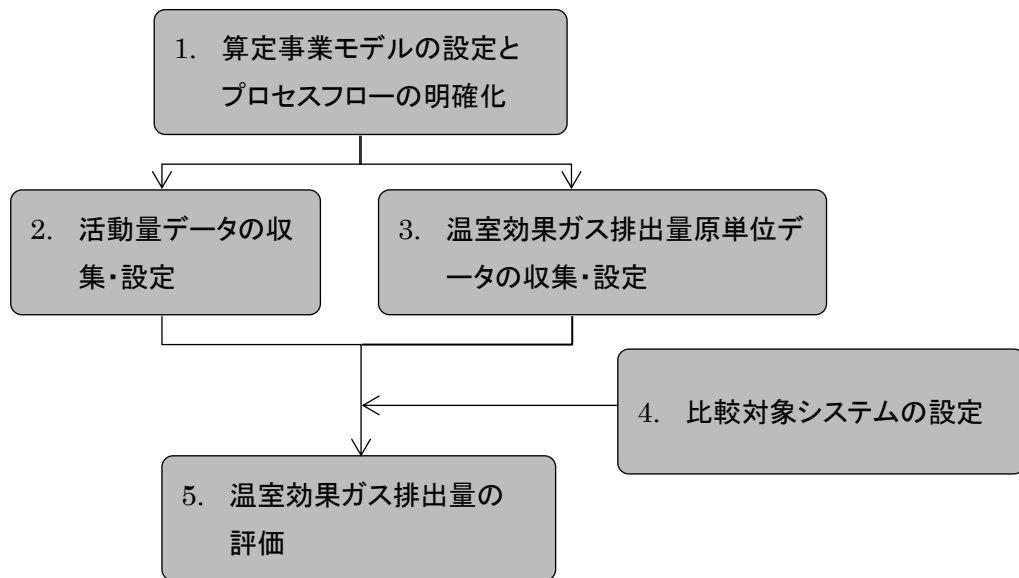 1. 算定事業モデルの設定と
プロセスフローの明確化
2. 活動量データの収
集・設定
3. 温室効果ガス排出量原単位デ
ータの収集・設定
4. 比較対象システムの設定
5. 温室効果ガス排出量の
評価